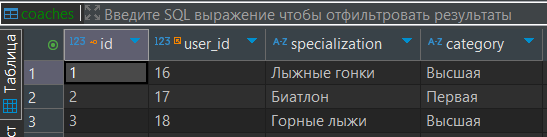 coaches Введите SQL выражение чтобы отфильтровать результаты
Таблица
id user_id A-Z specialization A-Z category
1 1 16 Лыжные гонки Высшая
2 2 17 Биатлон Первая
3 3 18 Горные лыжи Высшая
ст